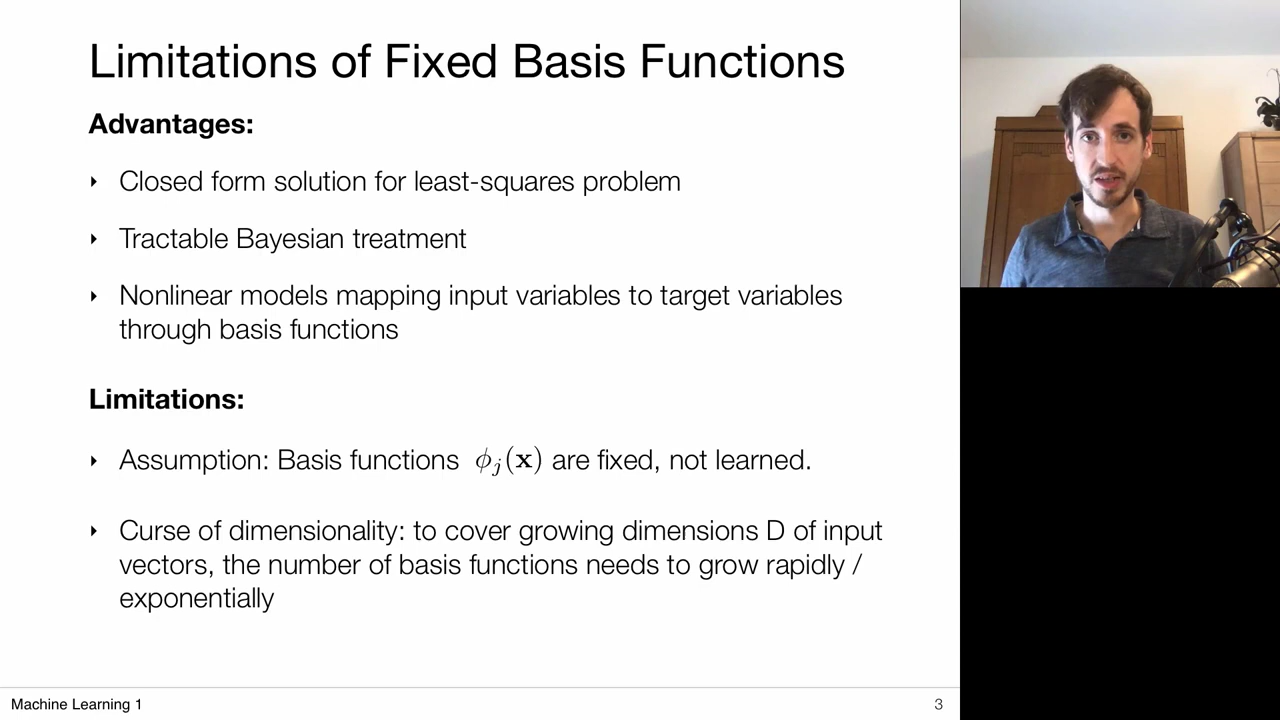 Limitations of Fixed Basis Functions
Advantages:
‣ Closed form solution for least-squares problem
‣ Tractable Bayesian treatment
‣ Nonlinear models mapping input variables to target variables
through basis functions
Limitations:
‣ Assumption: Basis functions ϕⱼ(𝐱) are fixed, not learned.
‣ Curse of dimensionality: to cover growing dimensions D of input
vectors, the number of basis functions needs to grow rapidly /
exponentially
Machine Learning 1
3